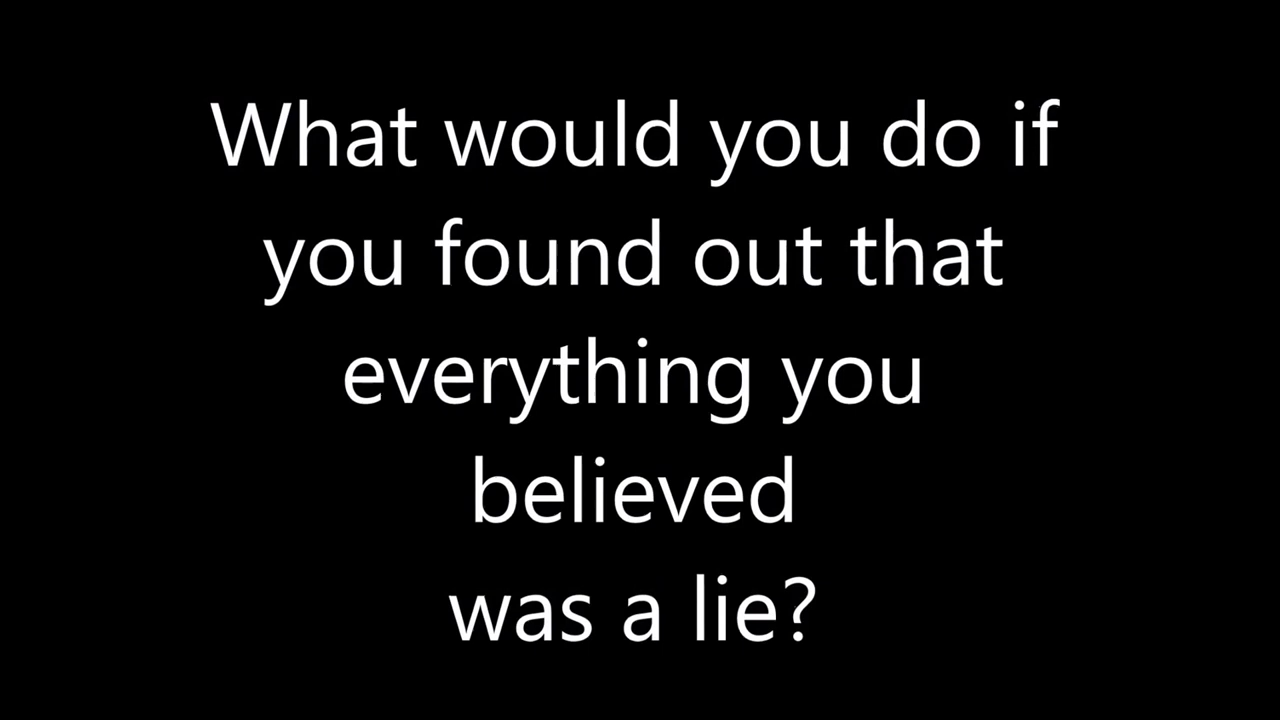 What would you do if
you found out that
everything you
believed
was a lie?